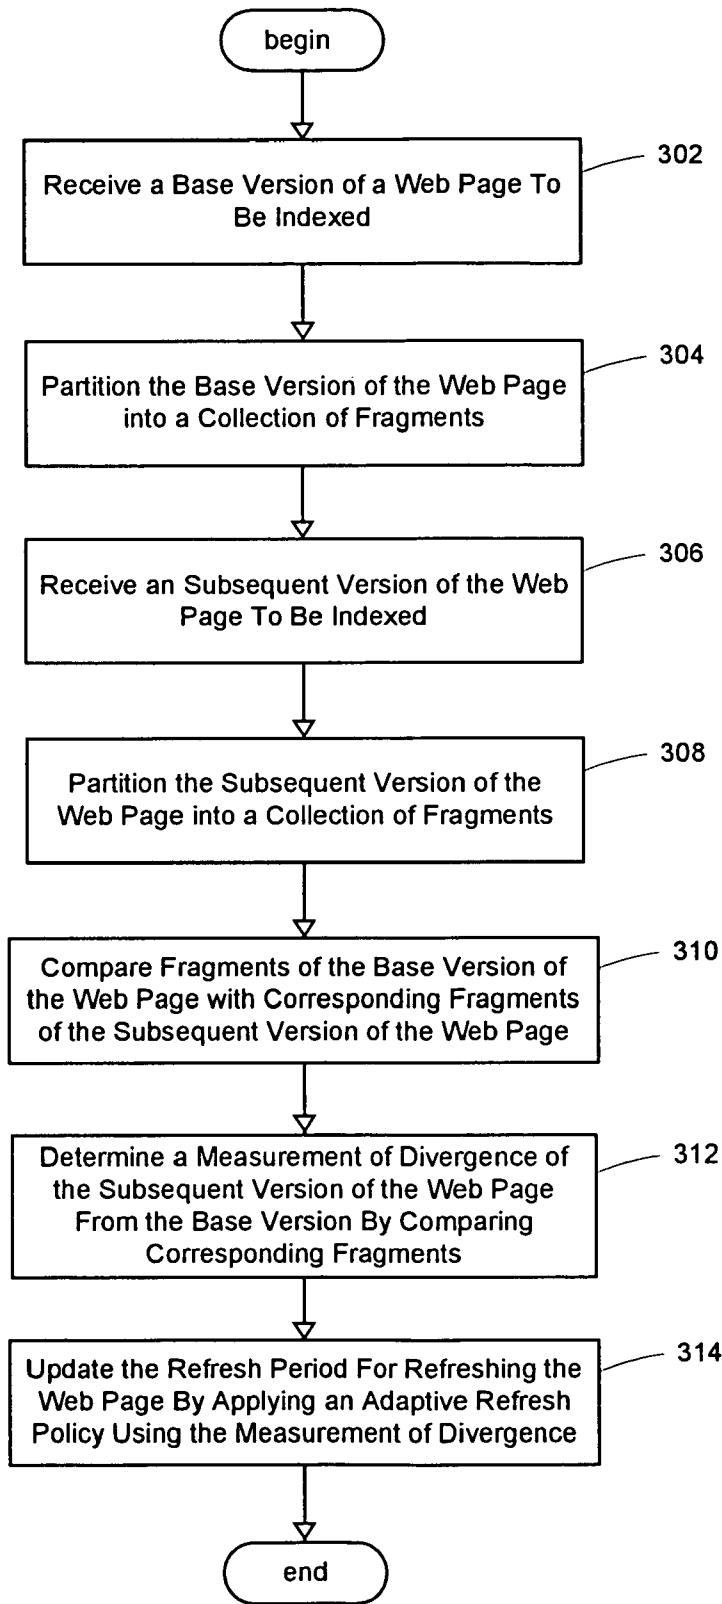 begin
302
Receive a Base Version of a Web Page To
Be Indexed
304
Partition the Base Version of the Web Page
into a Collection of Fragments
306
Receive an Subsequent Version of the Web
Page To Be Indexed
308
Partition the Subsequent Version of the
Web Page into a Collection of Fragments
310
Compare Fragments of the Base Version of
the Web Page with Corresponding Fragments
of the Subsequent Version of the Web Page
312
Determine a Measurement of Divergence of
the Subsequent Version of the Web Page
From the Base Version By Comparing
Corresponding Fragments
314
Update the Refresh Period For Refreshing the
Web Page By Applying an Adaptive Refresh
Policy Using the Measurement of Divergence
end